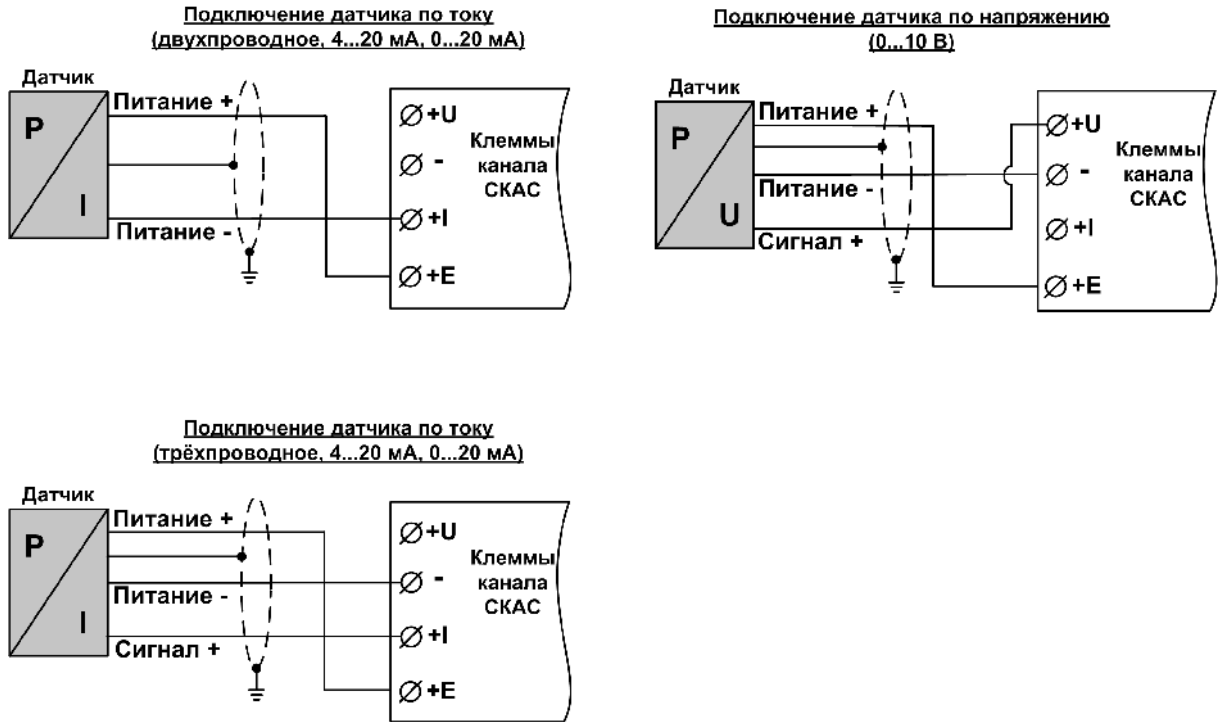 Подключение датчика по току
(двухпроводное, 4...20 мА, 0...20 мА)
Датчик
P
I
Питание +
Питание -
+U
-
+I
+E
Клеммы
канала
СКАС
Подключение датчика по напряжению
(0...10 В)
Датчик
P
U
Питание +
Питание -
Сигнал +
+U
-
+I
+E
Клеммы
канала
СКАС
Подключение датчика по току
(трёхпроводное, 4...20 мА, 0...20 мА)
Датчик
P
I
Питание +
Питание -
Сигнал +
+U
-
+I
+E
Клеммы
канала
СКАС